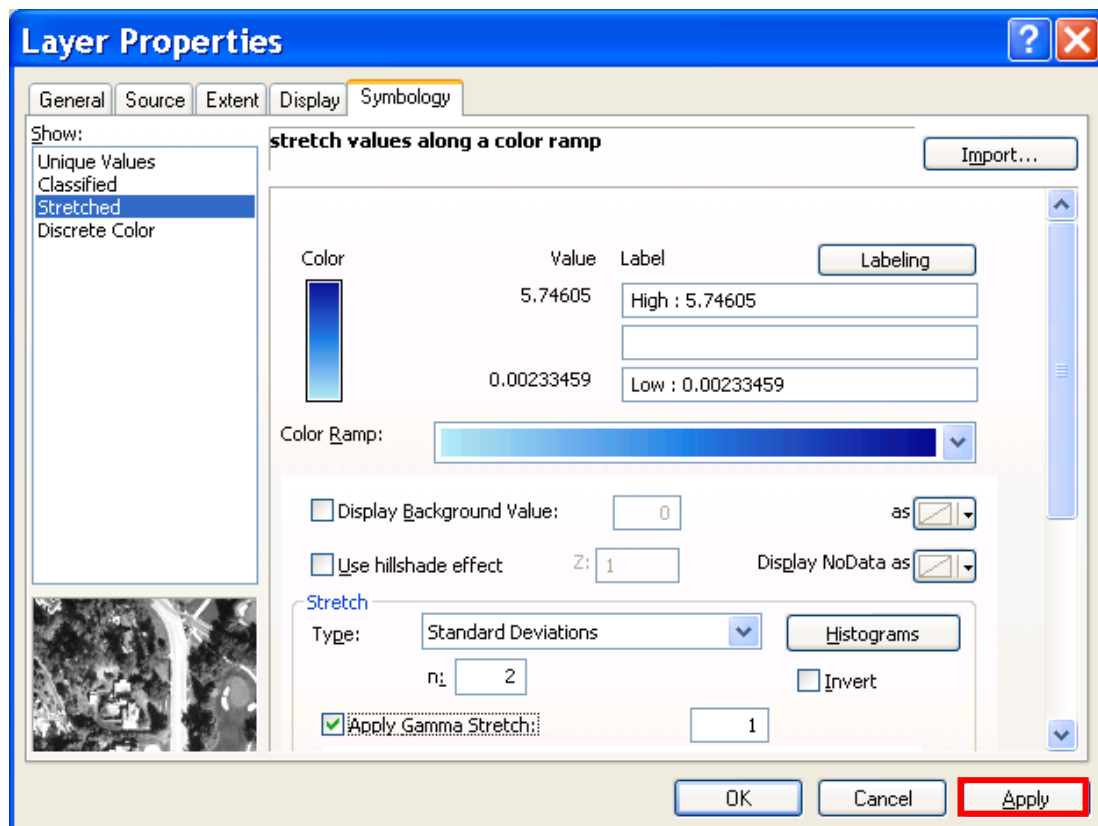 Layer Properties
?
General Source Extent Display Symbology
Show:
Unique Values
Classified
Stretched
Discrete Color
stretch values along a color ramp
Import...
Color Value Label Labeling
5.74605 High : 5.74605
0.00233459 Low : 0.00233459
Color Ramp:
Display Background Value: 0 as
Use hillshade effect Z: 1 Display NoData as
Stretch
Type: Standard Deviations Histograms
n: 2 Invert
Apply Gamma Stretch: 1
OK Cancel Apply